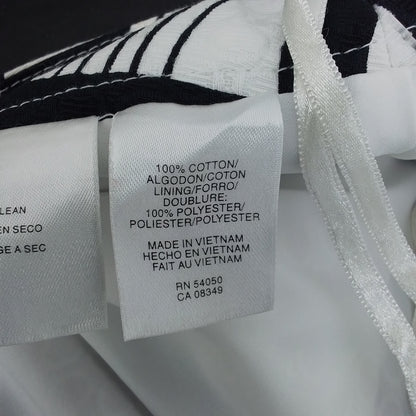 LEAN
EN SECO
GE A SEC
100% COTTON/
ALGODON/COTON
LINING/FORRO/
DOUBLURE:
100% POLYESTER/
POLIESTER/POLYESTER
MADE IN VIETNAM
HECHO EN VIETNAM
FAIT AU VIETNAM
RN 54050
CA 08349